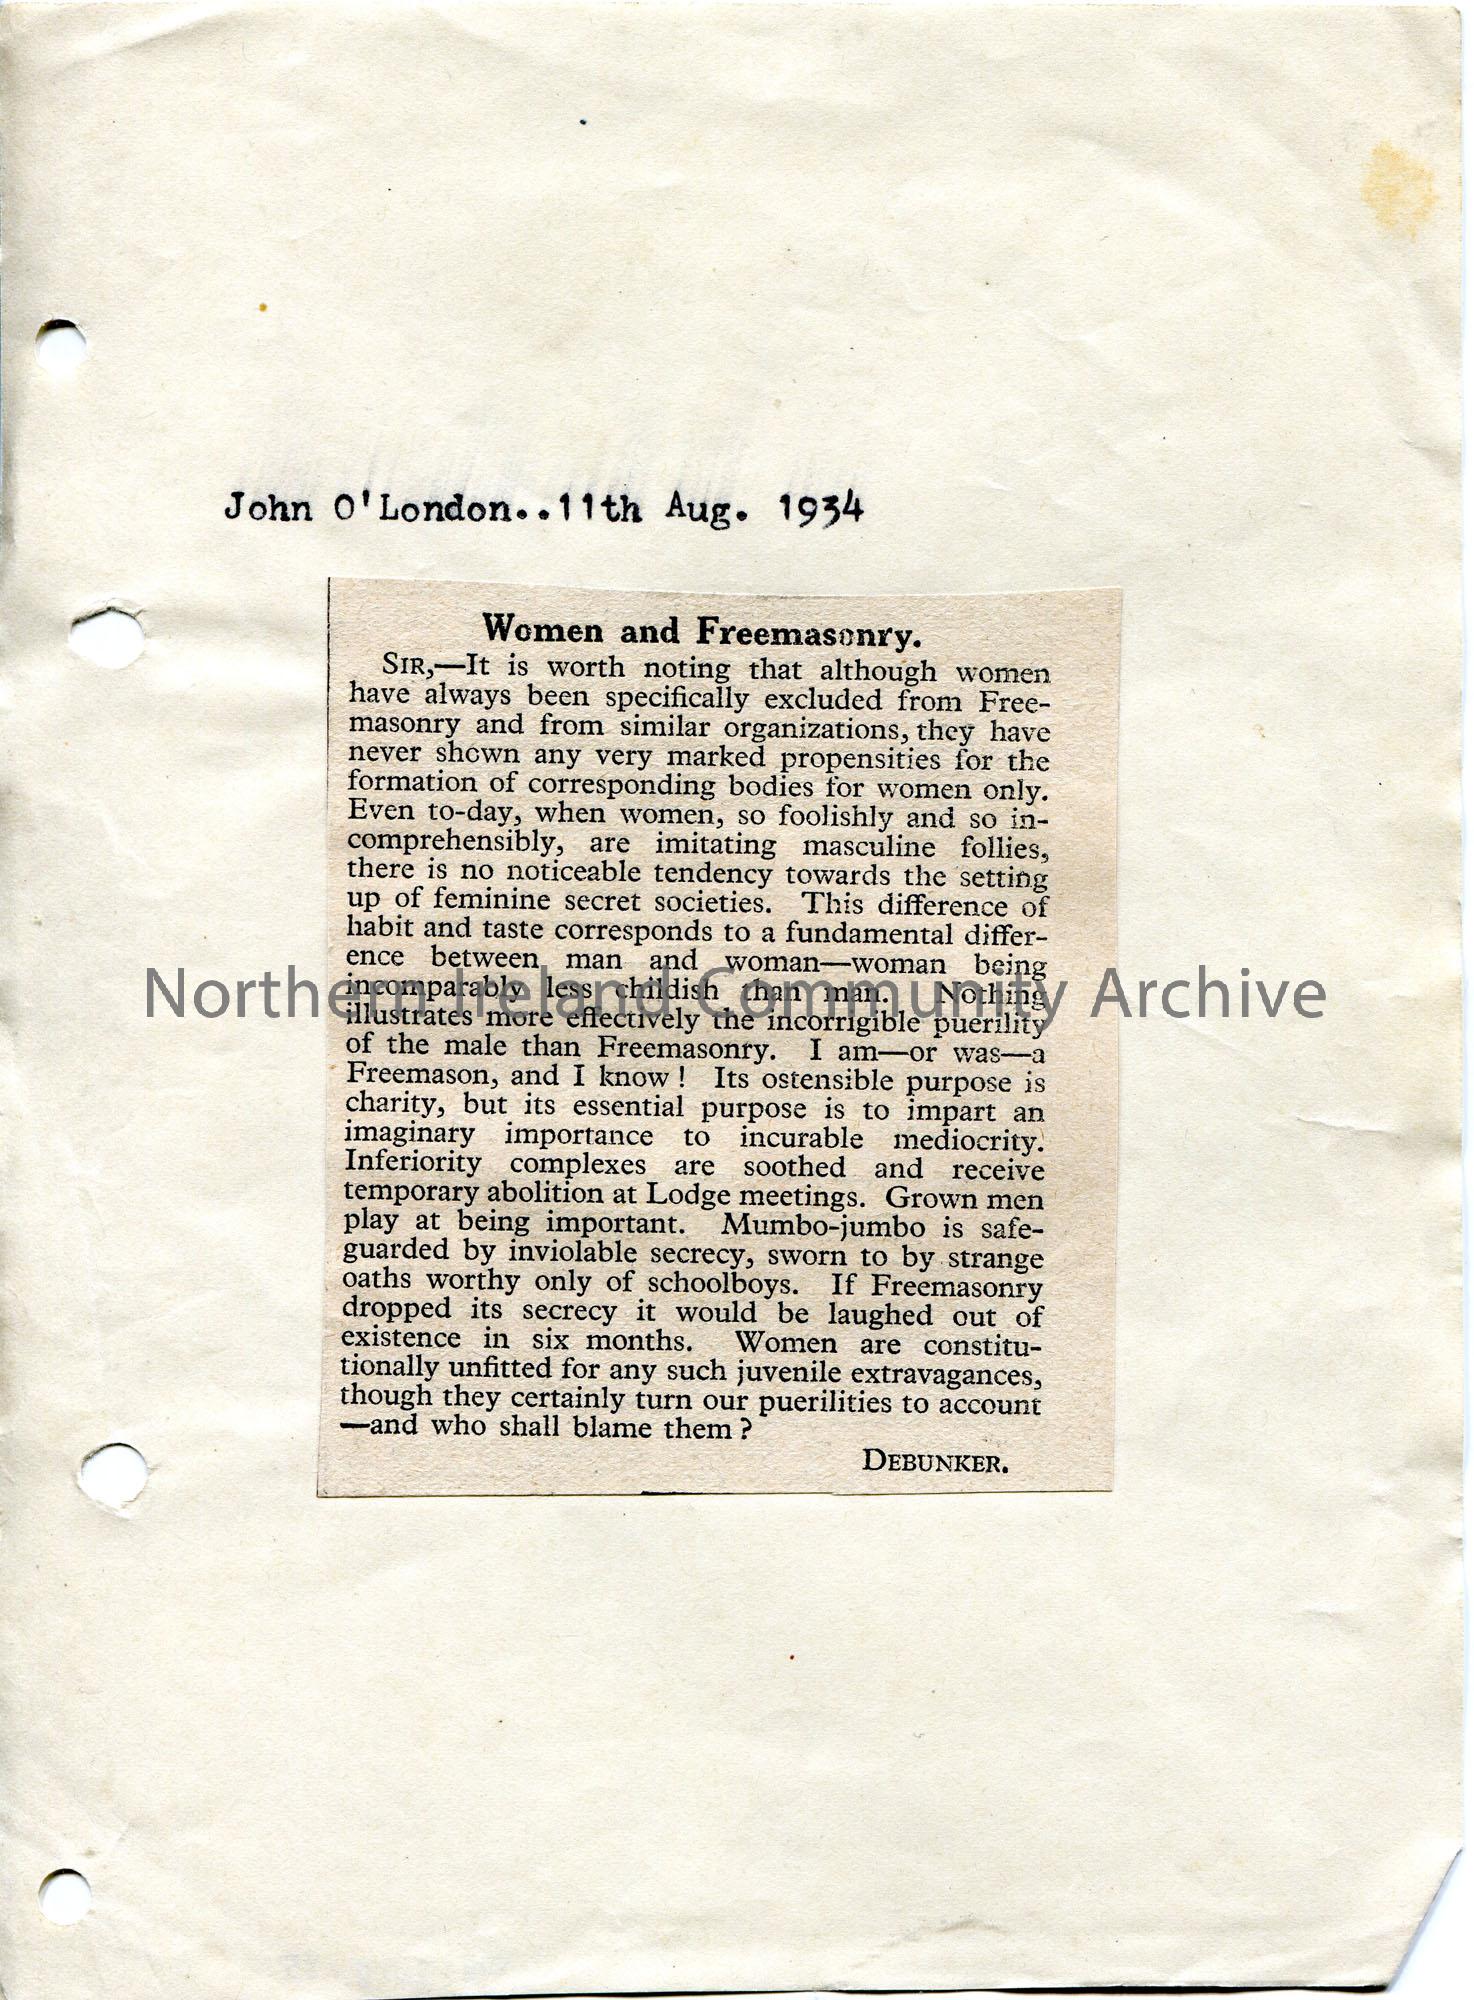 John O'London..11th Aug. 1934
Women and Freemasonry.
SIR,—It is worth noting that although women
have always been specifically excluded from Free-
masonry and from similar organizations, they have
never shown any very marked propensities for the
formation of corresponding bodies for women only.
Even to-day, when women, so foolishly and so in-
comprehensibly, are imitating masculine follies,
there is no noticeable tendency towards the setting
up of feminine secret societies. This difference of
habit and taste corresponds to a fundamental differ-
ence between man and woman—woman being
incomparably less childish than man. Nothing
illustrates more effectively the incorrigible puerility
of the male than Freemasonry. I am—or was—a
Freemason, and I know! Its ostensible purpose is
charity, but its essential purpose is to impart an
imaginary importance to incurable mediocrity.
Inferiority complexes are soothed and receive
temporary abolition at Lodge meetings. Grown men
play at being important. Mumbo-jumbo is safe-
guarded by inviolable secrecy, sworn to by strange
oaths worthy only of schoolboys. If Freemasonry
dropped its secrecy it would be laughed out of
existence in six months. Women are constitu-
tionally unfitted for any such juvenile extravagances,
though they certainly turn our puerilities to account
—and who shall blame them?
DEBUNKER.
Northern Ireland Community Archive